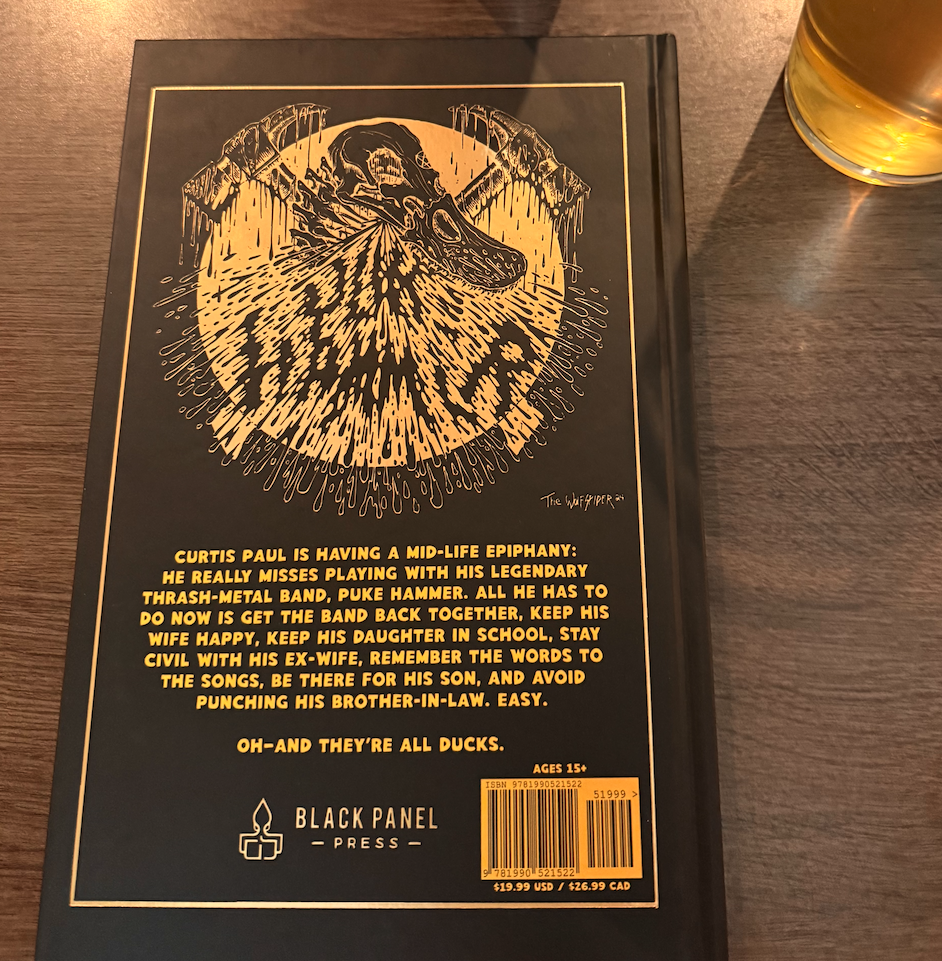 The WolfSpider 24
CURTIS PAUL IS HAVING A MID-LIFE EPIPHANY:
HE REALLY MISSES PLAYING WITH HIS LEGENDARY
THRASH-METAL BAND, PUKE HAMMER. ALL HE HAS TO
DO NOW IS GET THE BAND BACK TOGETHER, KEEP HIS
WIFE HAPPY, KEEP HIS DAUGHTER IN SCHOOL, STAY
CIVIL WITH HIS EX-WIFE, REMEMBER THE WORDS TO
THE SONGS, BE THERE FOR HIS SON, AND AVOID
PUNCHING HIS BROTHER-IN-LAW. EASY.
OH—AND THEY'RE ALL DUCKS.
AGES 15+
ISBN 9781990521522
51999 >
9 781990 521522
$19.99 USD / $26.99 CAD
BLACK PANEL
— PRESS —